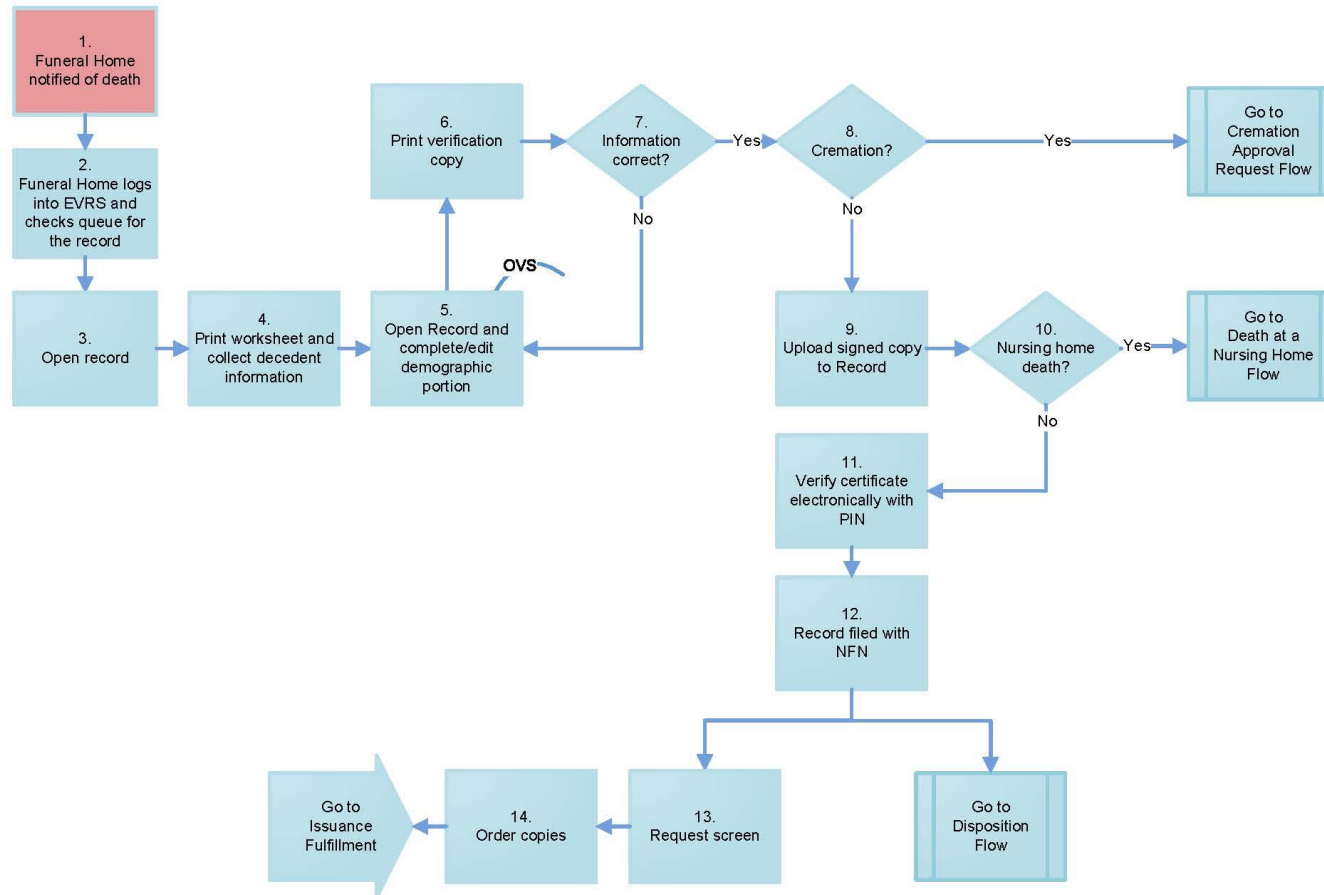 1.
Funeral Home
notified of death
2.
Funeral Home logs
into EVRS and
checks queue for
the record
3.
Open record
4.
Print worksheet and
collect decedent
information
5.
Open Record and
complete/edit
demographic
portion
OVS
6.
Print verification
copy
7.
Information
correct?
Yes
No
8.
Cremation?
Yes
No
Go to
Cremation
Approval
Request Flow
9.
Upload signed copy
to Record
10.
Nursing home
death?
Yes
No
Go to
Death at a
Nursing Home
Flow
11.
Verify certificate
electronically with
PIN
12.
Record filed with
NFN
13.
Request screen
14.
Order copies
Go to
Issuance
Fulfillment
Go to
Disposition
Flow